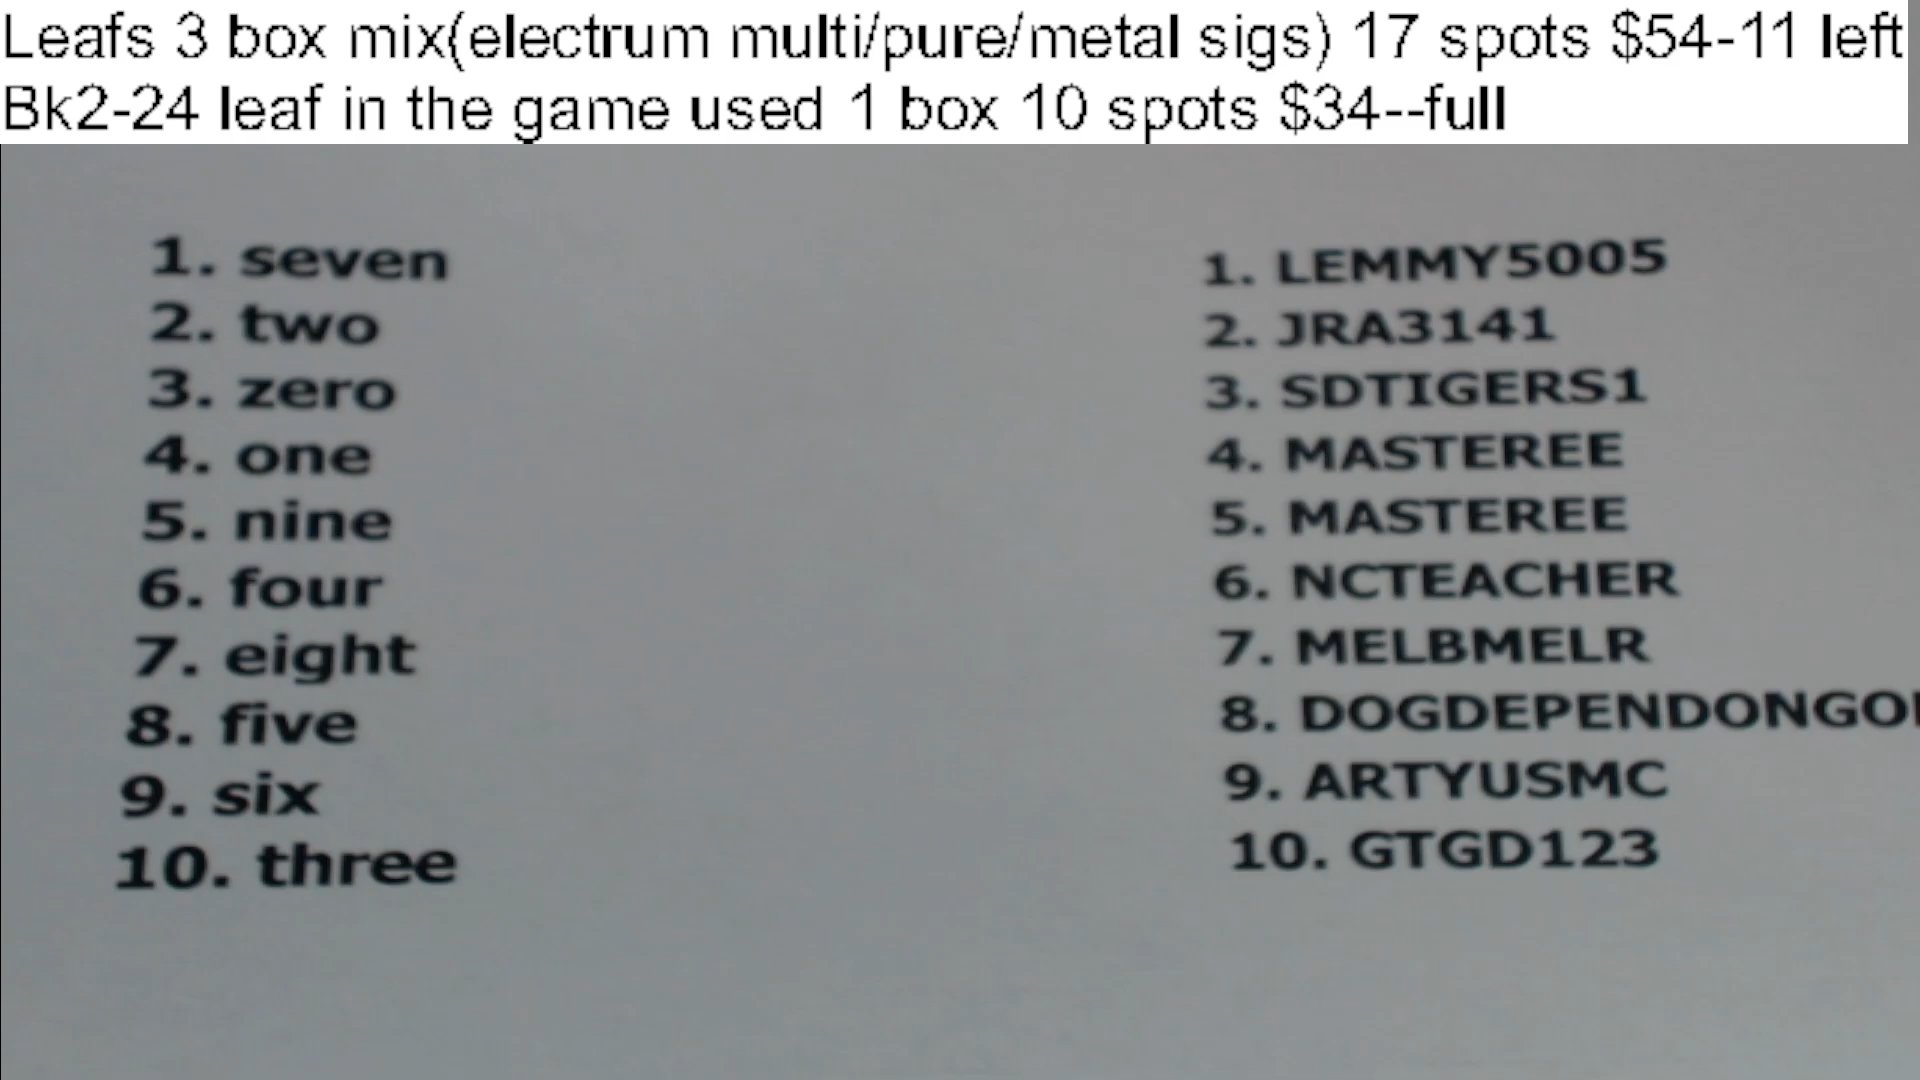 Leafs 3 box mix(electrum multi/pure/metal sigs) 17 spots $54-11 left
Bk2-24 leaf in the game used 1 box 10 spots $34--full
1. seven
2. two
3. zero
4. one
5. nine
6. four
7. eight
8. five
9. six
10. three
1. LEMMY5005
2. JRA3141
3. SDTIGERS1
4. MASTEREE
5. MASTEREE
6. NCTEACHER
7. MELBMELR
8.
9. ARTYUSMC
10. GTGD123